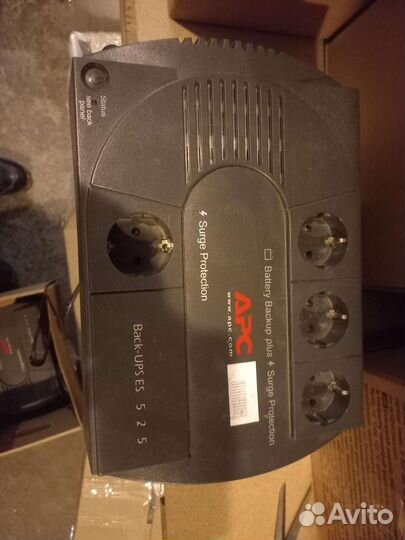 Status
see back
panel
⚡ Surge Protection
Battery Backup plus ⚡ Surge Protection
APC
www.apc.com
Back-UPS ES 525
Avito